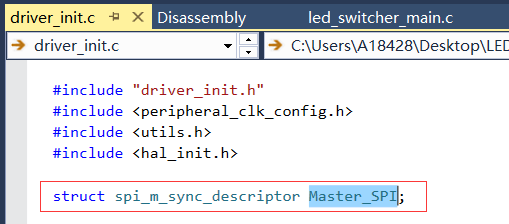 driver_init.c Disassembly led_switcher_main.c
driver_init.c C:\Users\A18428\Desktop\LED
#include "driver_init.h"
#include <peripheral_clk_config.h>
#include <utils.h>
#include <hal_init.h>
struct spi_m_sync_descriptor Master_SPI;